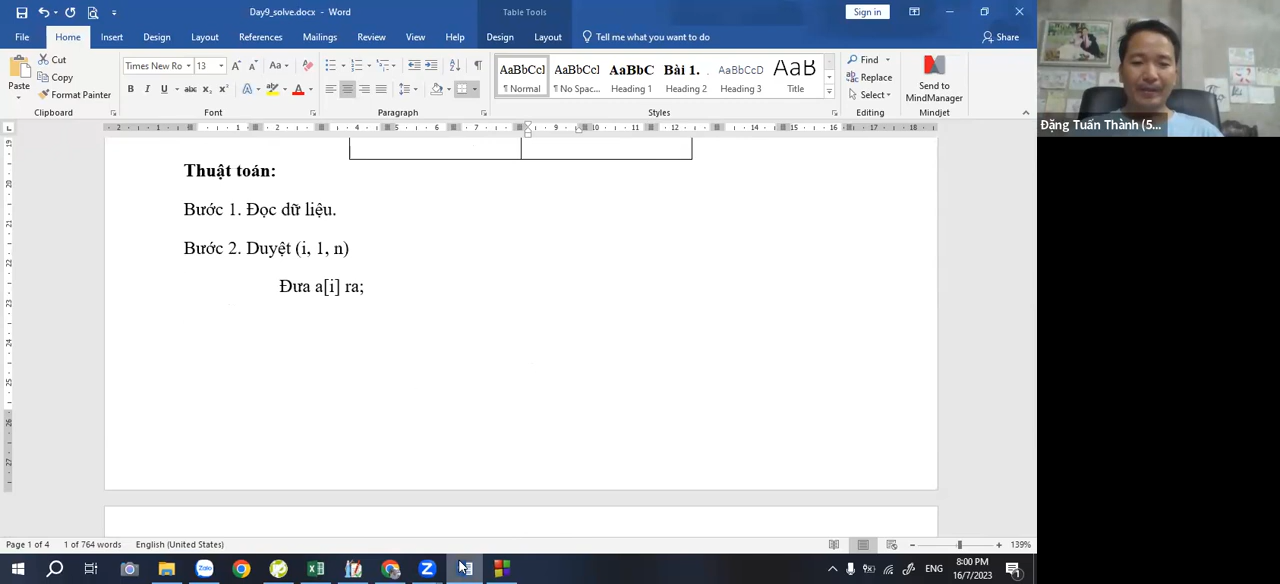 Day9_solve.docx - Word
Table Tools
Sign in
File
Home
Insert
Design
Layout
References
Mailings
Review
View
Help
Design
Layout
Tell me what you want to do
Share
Paste
Cut
Copy
Format Painter
Clipboard
Times New Ro
13
Aa
B I U abc x₂ x²
Font
Paragraph
AaBbCcI
¶ Normal
AaBbCcI
¶ No Spac...
AaBbC
Heading 1
Bài 1.
Heading 2
AaBbCcD
Heading 3
AaB
Title
Styles
Find
Replace
Select
Editing
Send to
MindManager
Mindjet
Đặng Tuấn Thành (5...
Thuật toán:
Bước 1. Đọc dữ liệu.
Bước 2. Duyệt (i, 1, n)
Đưa a[i] ra;
Page 1 of 4
1 of 764 words
English (United States)
139%
Zalo
ENG
8:00 PM
16/7/2023